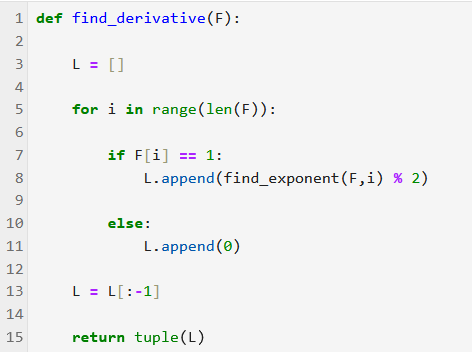 1 def find_derivative(F):
2
3     L = []
4
5     for i in range(len(F)):
6
7         if F[i] == 1:
8             L.append(find_exponent(F,i) % 2)
9
10         else:
11             L.append(0)
12
13     L = L[:-1]
14
15     return tuple(L)